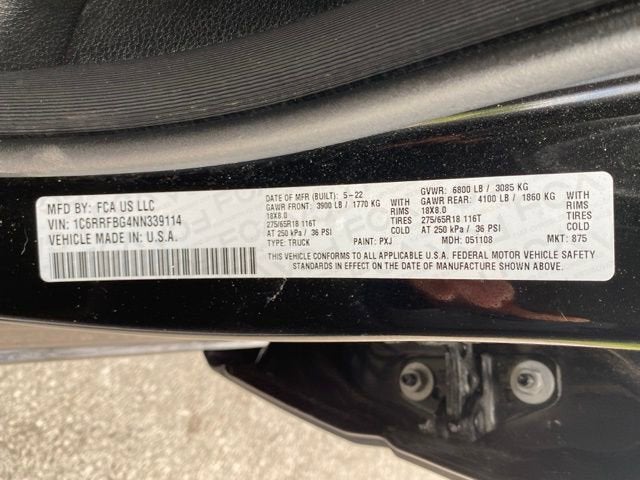 MFD BY: FCA US LLC
VIN: 1C6RRFBG4NN339114
VEHICLE MADE IN: U.S.A.
DATE OF MFR (BUILT): 5-22 GVWR: 6800 LB / 3085 KG
GAWR FRONT: 3900 LB / 1770 KG WITH GAWR REAR: 4100 LB / 1860 KG WITH
18X8.0 RIMS 18X8.0 RIMS
275/65R18 116T TIRES 275/65R18 116T TIRES
AT 250 kPa / 36 PSI COLD AT 250 kPa / 36 PSI COLD
TYPE: TRUCK PAINT: PXJ MDH: 051108 MKT: 875
THIS VEHICLE CONFORMS TO ALL APPLICABLE U.S.A. FEDERAL MOTOR VEHICLE SAFETY
STANDARDS IN EFFECT ON THE DATE OF MANUFACTURE SHOWN ABOVE.